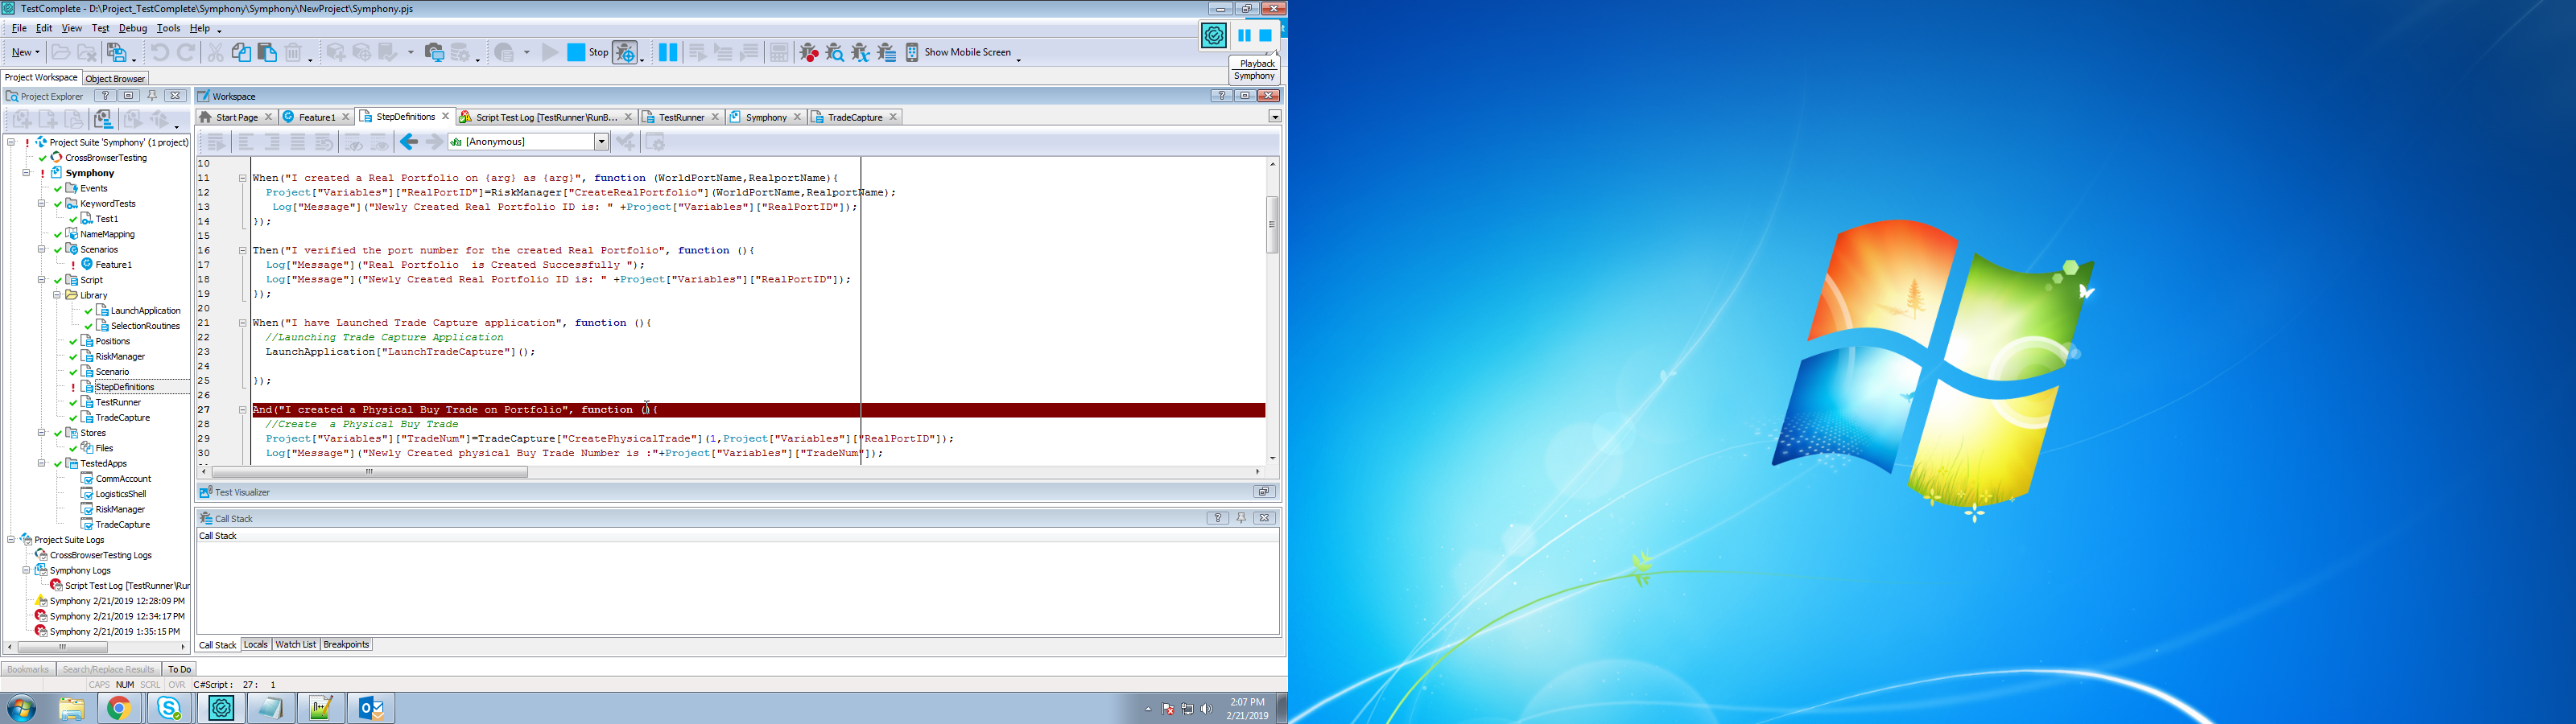 TestComplete - D:\Project_TestComplete\Symphony\Symphony\NewProject\Symphony.pjs
File Edit View Test Debug Tools Help
New Stop Show Mobile Screen
Playback
Symphony
Project Workspace Object Browser
Project Explorer
Project Suite 'Symphony' (1 project)
CrossBrowserTesting
Symphony
Events
KeywordTests
Test1
NameMapping
Scenarios
Feature1
Script
Library
LaunchApplication
SelectionRoutines
Positions
RiskManager
Scenario
StepDefinitions
TestRunner
TradeCapture
Stores
Files
TestedApps
CommAccount
LogisticsShell
RiskManager
TradeCapture
Project Suite Logs
CrossBrowserTesting Logs
Symphony Logs
Script Test Log [TestRunner\Rur
Symphony 2/21/2019 12:28:09 PM
Symphony 2/21/2019 12:34:17 PM
Symphony 2/21/2019 1:35:15 PM
Workspace
Start Page Feature1 StepDefinitions Script Test Log [TestRunner\RunB... TestRunner Symphony TradeCapture
[Anonymous]
10
11 When("I created a Real Portfolio on {arg} as {arg}", function (WorldPortName,RealportName){
12 Project["Variables"]["RealPortID"]=RiskManager["CreateRealPortfolio"](WorldPortName,RealportName);
13 Log["Message"]("Newly Created Real Portfolio ID is: " +Project["Variables"]["RealPortID"]);
14 });
15
16 Then("I verified the port number for the created Real Portfolio", function (){
17 Log["Message"]("Real Portfolio  is Created Successfully ");
18 Log["Message"]("Newly Created Real Portfolio ID is: " +Project["Variables"]["RealPortID"]);
19 });
20
21 When("I have Launched Trade Capture application", function (){
22 //Launching Trade Capture Application
23 LaunchApplication["LaunchTradeCapture"]();
24
25 });
26
27 And("I created a Physical Buy Trade on Portfolio", function (){
28 //Create  a Physical Buy Trade
29 Project["Variables"]["TradeNum"]=TradeCapture["CreatePhysicalTrade"](1,Project["Variables"]["RealPortID"]);
30 Log["Message"]("Newly Created physical Buy Trade Number is :"+Project["Variables"]["TradeNum"]);
Test Visualizer
Call Stack
Call Stack
Call Stack Locals Watch List Breakpoints
Bookmarks Search/Replace Results To Do
CAPS NUM SCRL OVR C#Script: 27: 1
2:07 PM
2/21/2019